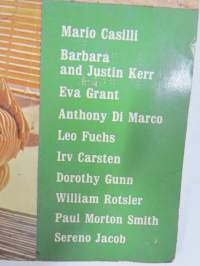 Mario Casilli
Barbara
and Justin Kerr
Eva Grant
Anthony Di Marco
Leo Fuchs
Irv Carsten
Dorothy Gunn
William Rotsler
Paul Morton Smith
Sereno Jacob